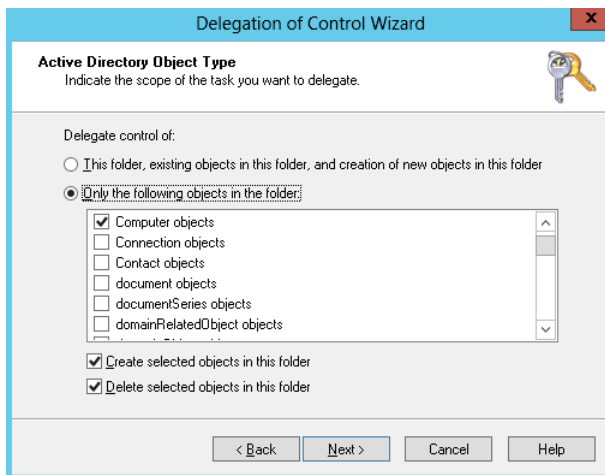 Delegation of Control Wizard
x
Active Directory Object Type
Indicate the scope of the task you want to delegate.
Delegate control of:
This folder, existing objects in this folder, and creation of new objects in this folder
Only the following objects in the folder:
Computer objects
Connection objects
Contact objects
document objects
documentSeries objects
domainRelatedObject objects
Create selected objects in this folder
Delete selected objects in this folder
< Back Next > Cancel Help